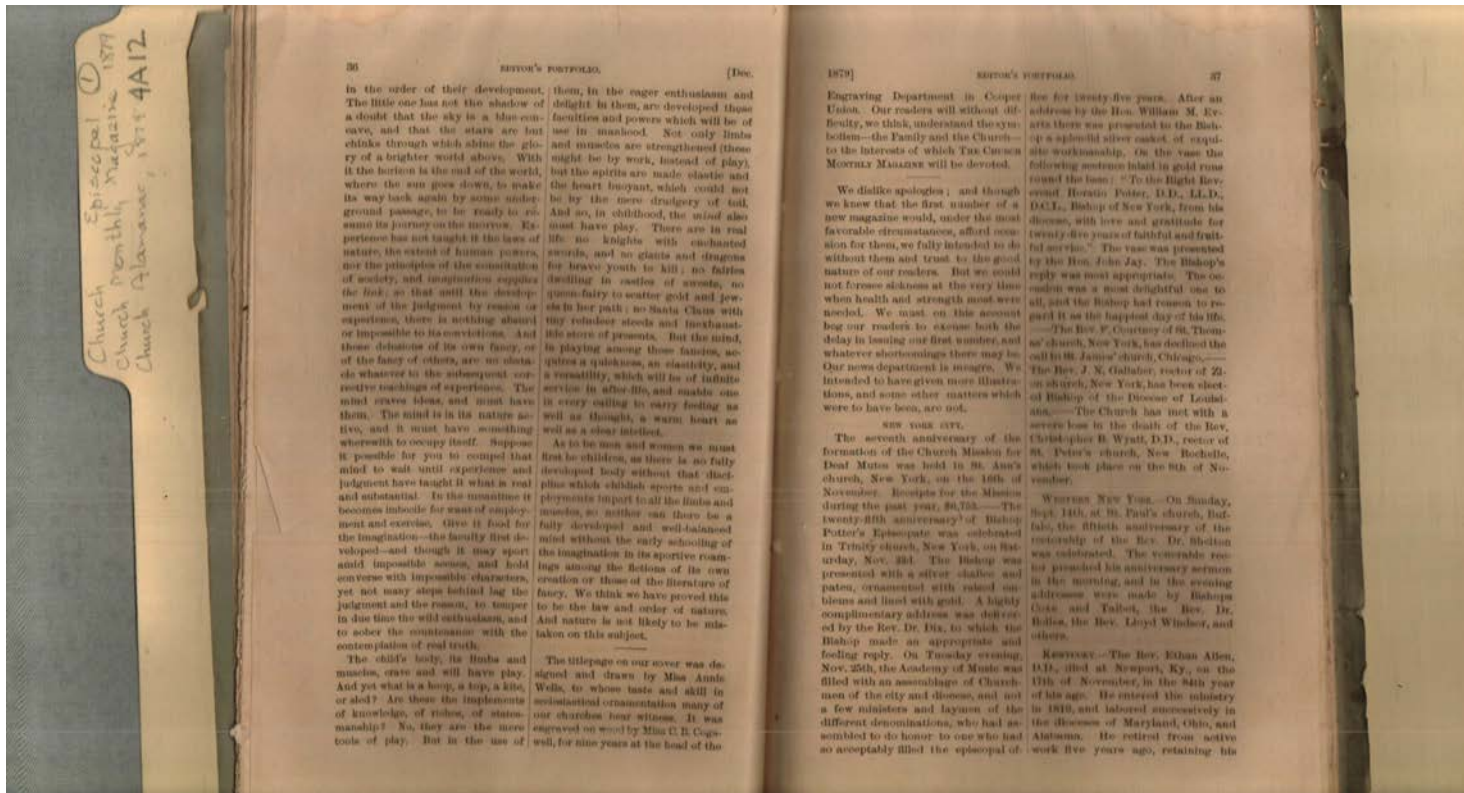 Church Episcopal ①
Church Monthly Magazine 1879
Church Alamanac, 1878 4A12
36
EDITOR'S PORTFOLIO.
[Dec.
in the order of their development.
The little one has not the shadow of
a doubt that the sky is a blue con-
cave, and that the stars are but
chinks through which shine the glo-
ry of a brighter world above. With
it the horizon is the end of the world,
where the sun goes down, to make
its way back again by some under-
ground passage, to be ready to re-
sume its journey on the morrow. Ex-
perience has not taught it the laws of
nature, the extent of human powers,
nor the principles of the constitution
of society, and imagination supplies
the link; so that until the develop-
ment of the judgment by reason or
experience, there is nothing absurd
or impossible to its convictions. And
these delusions of its own fancy, or
of the fancy of others, are no obsta-
cle whatever to the subsequent cor-
rective teachings of experience. The
mind craves ideas, and must have
them. The mind is in its nature ac-
tive, and it must have something
wherewith to occupy itself. Suppose
it possible for you to compel that
mind to wait until experience and
judgment have taught it what is real
and substantial. In the meantime it
becomes imbecile for want of employ-
ment and exercise. Give it food for
the imagination—the faculty first de-
veloped—and though it may sport
amid impossible scenes, and hold
converse with impossible characters,
yet not many steps behind lag the
judgment and the reason, to temper
in due time the wild enthusiasm, and
to sober the countenance with the
contemplation of real truth.
The child's body, its limbs and
muscles, crave and will have play.
And yet what is a hoop, a top, a kite,
or sled? Are these the implements
of knowledge, of riches, of states-
manship? No, they are the mere
tools of play. But in the use of
them, in the eager enthusiasm and
delight in them, are developed those
faculties and powers which will be of
use in manhood. Not only limbs
and muscles are strengthened (these
might be by work, instead of play),
but the spirits are made elastic and
the heart buoyant, which could not
be by the mere drudgery of toil.
And so, in childhood, the mind also
must have play. There are in real
life no knights with enchanted
swords, and no giants and dragons
for brave youth to kill; no fairies
dwelling in castles of sweets, no
queen-fairy to scatter gold and jew-
els in her path; no Santa Claus with
tiny reindeer steeds and inexhaust-
ible store of presents. But the mind,
in playing among these fancies, ac-
quires a quickness, an elasticity, and
a versatility, which will be of infinite
service in after-life, and enable one
in every calling to carry feeling as
well as thought, a warm heart as
well as a clear intellect.
As to be men and women we must
first be children, as there is no fully
developed body without that disci-
pline which childish sports and em-
ployments impart to all the limbs and
muscles, so neither can there be a
fully developed and well-balanced
mind without the early schooling of
the imagination in its sportive roam-
ings among the fictions of its own
creation or those of the literature of
fancy. We think we have proved this
to be the law and order of nature.
And nature is not likely to be mis-
taken on this subject.
The titlepage on our cover was de-
signed and drawn by Miss Annie
Wells, to whose taste and skill in
ecclesiastical ornamentation many of
our churches bear witness. It was
engraved on wood by Miss C. B. Cogs-
well, for nine years at the head of the
1879]
EDITOR'S PORTFOLIO.
37
Engraving Department in Cooper
Union. Our readers will without dif-
ficulty, we think, understand the sym-
bolism—the Family and the Church—
to the interests of which THE CHURCH
MONTHLY MAGAZINE will be devoted.
We dislike apologies; and though
we knew that the first number of a
new magazine would, under the most
favorable circumstances, afford occa-
sion for them, we fully intended to do
without them and trust to the good
nature of our readers. But we could
not foresee sickness at the very time
when health and strength most were
needed. We must on this account
beg our readers to excuse both the
delay in issuing our first number, and
whatever shortcomings there may be.
Our news department is meagre. We
intended to have given more illustra-
tions, and some other matters which
were to have been, are not.
NEW YORK CITY.
The seventh anniversary of the
formation of the Church Mission for
Deaf Mutes was held in St. Ann's
church, New York, on the 16th of
November. Receipts for the Mission
during the past year, $6,753.—The
twenty-fifth anniversary of Bishop
Potter's Episcopate was celebrated
in Trinity church, New York, on Sat-
urday, Nov. 22d. The Bishop was
presented with a silver chalice and
paten, ornamented with raised em-
blems and lined with gold. A highly
complimentary address was deliver-
ed by the Rev. Dr. Dix, to which the
Bishop made an appropriate and
feeling reply. On Tuesday evening,
Nov. 25th, the Academy of Music was
filled with an assemblage of Church-
men of the city and diocese, and not
a few ministers and laymen of the
different denominations, who had as-
sembled to do honor to one who had
so acceptably filled the episcopal of-
fice for twenty-five years. After an
address by the Hon. William M. Ev-
arts there was presented to the Bish-
op a splendid silver casket of exqui-
site workmanship. On the vase the
following sentence inlaid in gold runs
round the base: "To the Right Rev-
erend Horatio Potter, D.D., LL.D.,
D.C.L., Bishop of New York, from his
diocese, with love and gratitude for
twenty-five years of faithful and fruit-
ful service." The vase was presented
by the Hon. John Jay. The Bishop's
reply was most appropriate. The oc-
casion was a most delightful one to
all, and the Bishop had reason to re-
gard it as the happiest day of his life.
—The Rev. F. Courtney of St. Thom-
as' church, New York, has declined the
call to St. James' church, Chicago.—
The Rev. J. N. Gallaher, rector of Zi-
on church, New York, has been elect-
ed Bishop of the Diocese of Louisi-
ana.—The Church has met with a
severe loss in the death of the Rev.
Christopher B. Wyatt, D.D., rector of
St. Peter's church, New Rochelle,
which took place on the 8th of No-
vember.
WESTERN NEW YORK.—On Sunday,
Sept. 14th, at St. Paul's church, Buf-
falo, the fiftieth anniversary of the
rectorship of the Rev. Dr. Shelton
was celebrated. The venerable rec-
tor preached his anniversary sermon
in the morning, and in the evening
addresses were made by Bishops
Coxe and Talbot, the Rev. Dr.
Bolles, the Rev. Lloyd Windsor, and
others.
KENTUCKY.—The Rev. Ethan Allen,
D.D., died at Newport, Ky., on the
17th of November, in the 84th year
of his age. He entered the ministry
in 1819, and labored successively in
the dioceses of Maryland, Ohio, and
Alabama. He retired from active
work five years ago, retaining his